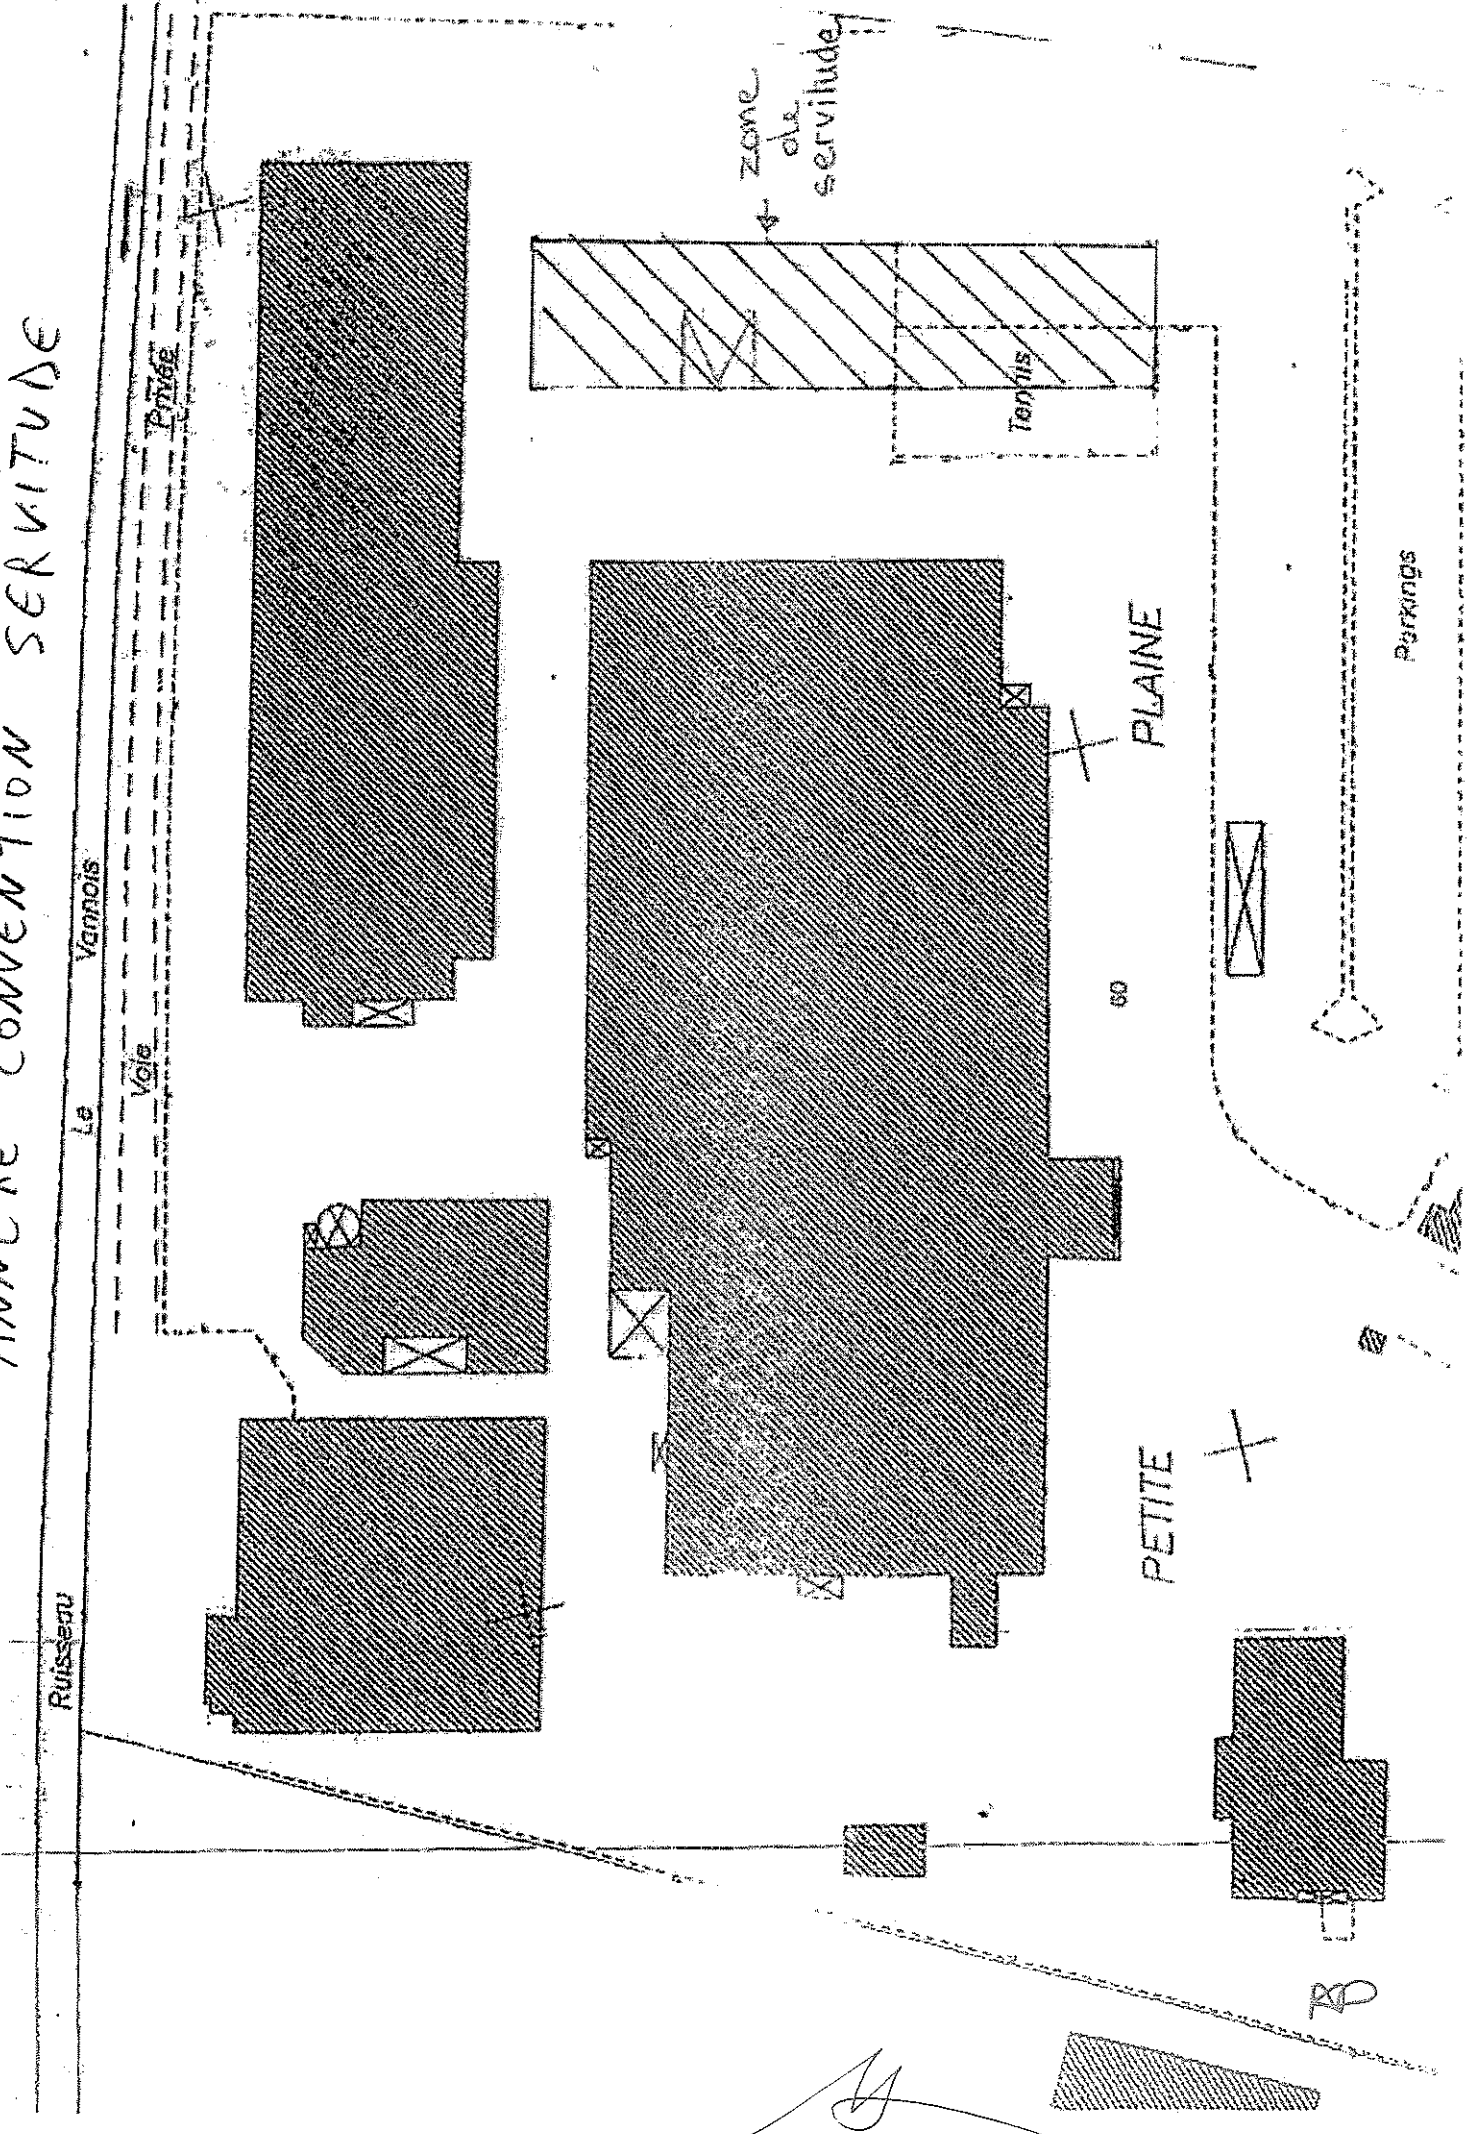 ANNEXE CONVENTION SERVITUDE
Ruisseau Le Vannois
Voie Privée
zone
de
servitude
Tennis
PETITE PLAINE
60
Parkings